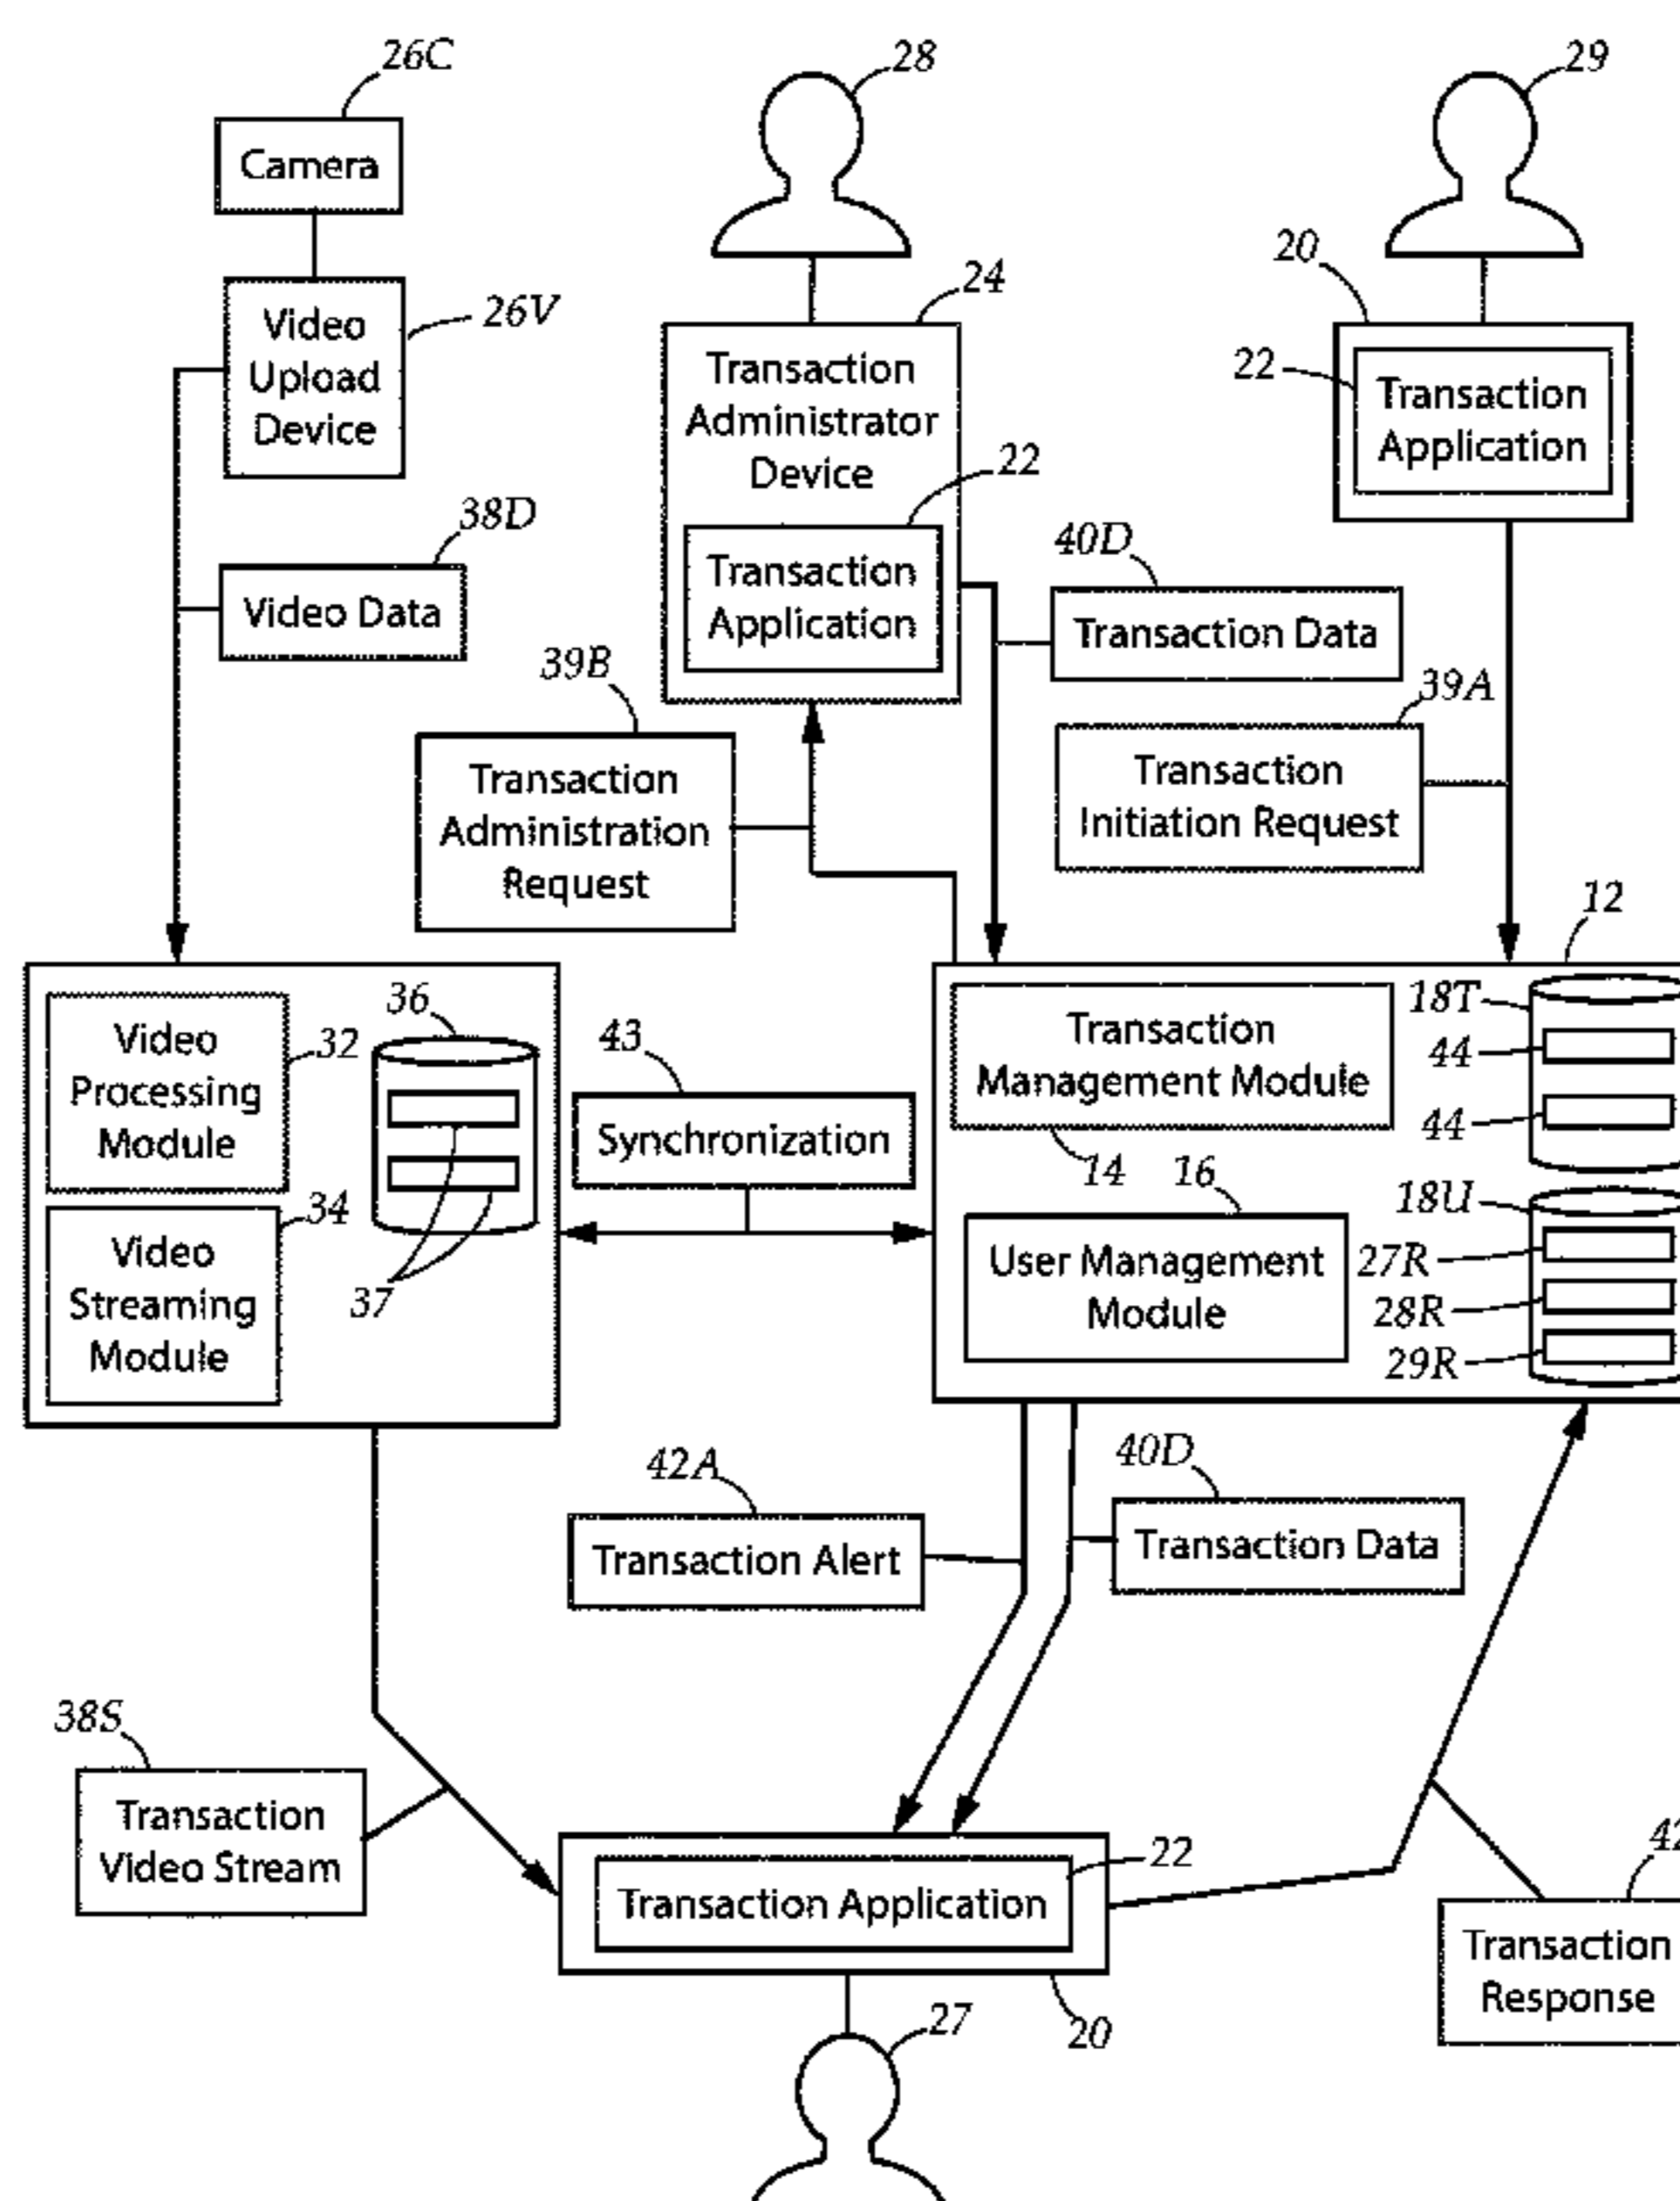 26C
28
29
Camera
20
24
26V
Video
Upload
Device
Transaction
Administrator
Device
22
22
Transaction
Application
38D
Video Data
Transaction
Application
40D
Transaction Data
39B
39A
Transaction
Administration
Request
Transaction
Initiation Request
12
Video
Processing
Module
32
36
43
Synchronization
Transaction
Management Module
18T
44
44
14
16
18U
34
Video
Streaming
Module
37
User Management
Module
27R
28R
29R
42A
40D
Transaction Alert
Transaction Data
38S
Transaction
Video Stream
22
Transaction Application
Transaction
Response
27
20